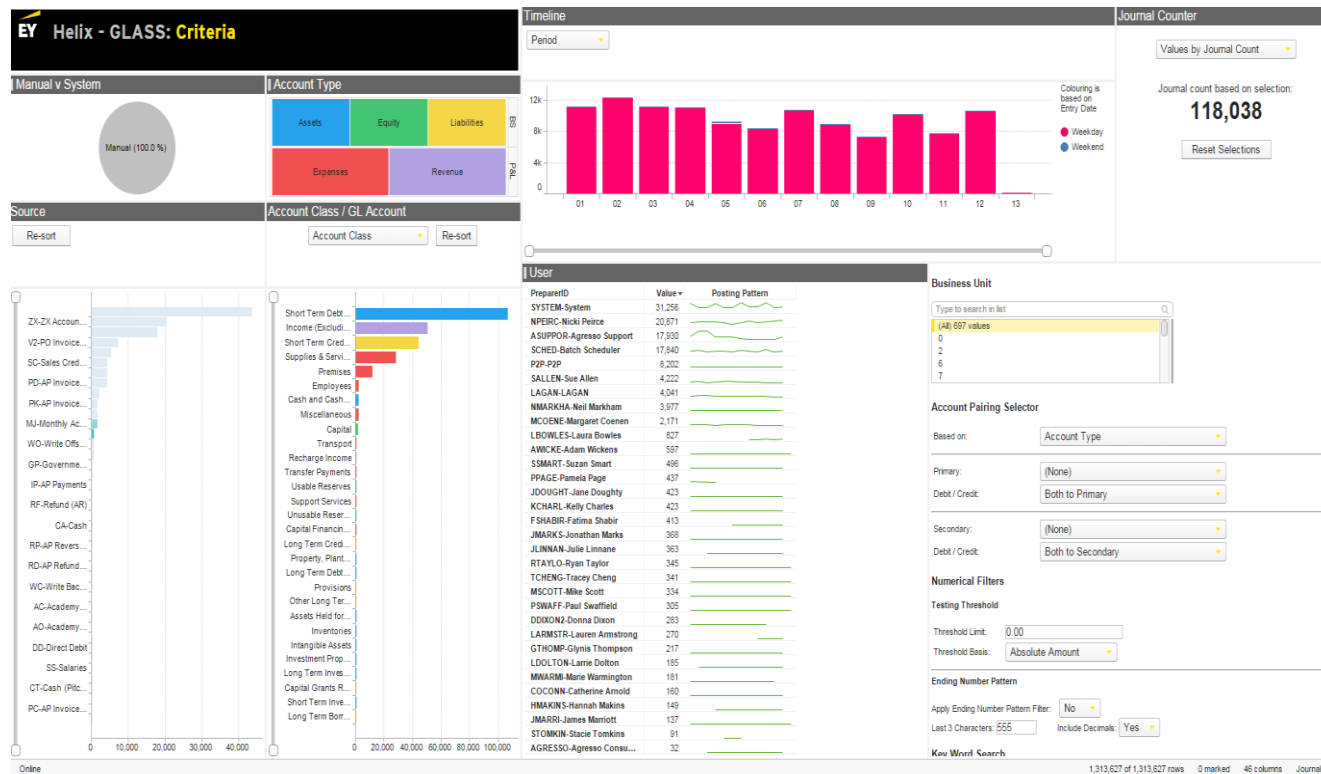 EY Helix - GLASS: Criteria
Manual v System
Manual (100.0 %)
Account Type
Assets
Equity
Liabilities
BS
Expenses
Revenue
P&L
Timeline
Period
12k
8k
4k
0
01 02 03 04 05 06 07 08 09 10 11 12 13
Colouring is
based on
Entry Date
Weekday
Weekend
Journal Counter
Values by Journal Count
Journal count based on selection:
118,038
Reset Selections
Source
Re-sort
ZX-ZX Accoun...
V2-PO Invoice...
SC-Sales Cred...
PD-AP Invoice...
PK-AP Invoice...
MJ-Monthly Ac...
WO-Write Offs...
GP-Governme...
IP-AP Payments
RF-Refund (AR)
CA-Cash
RP-AP Revers...
RD-AP Refund...
WC-Write Bac...
AC-Academy...
AO-Academy...
DD-Direct Debit
SS-Salaries
CT-Cash (Pitc...
PC-AP Invoice...
0 10,000 20,000 30,000 40,000
Account Class / GL Account
Account Class
Re-sort
Short Term Debt...
Income (Excludi...
Short Term Cred...
Supplies & Servi...
Premises
Employees
Cash and Cash...
Miscellaneous
Capital
Transport
Recharge Income
Transfer Payments
Usable Reserves
Support Services
Unusable Reser...
Capital Financin...
Long Term Credi...
Property, Plant...
Long Term Debt...
Provisions
Other Long Ter...
Assets Held for...
Inventories
Intangible Assets
Investment Prop...
Long Term Inves...
Capital Grants R...
Short Term Inve...
Long Term Borr...
0 20,000 40,000 60,000 80,000 100,000
User
PreparerID Value Posting Pattern
SYSTEM-System 31,256
NPEIRC-Nicki Peirce 20,871
ASUPPOR-Agresso Support 17,930
SCHED-Batch Scheduler 17,840
P2P-P2P 8,202
SALLEN-Sue Allen 4,222
LAGAN-LAGAN 4,041
NMARKHA-Neil Markham 3,977
MCOENE-Margaret Coenen 2,171
LBOWLES-Laura Bowles 827
AWICKE-Adam Wickens 597
SSMART-Suzan Smart 496
PPAGE-Pamela Page 437
JDOUGHT-Jane Doughty 423
KCHARL-Kelly Charles 423
FSHABIR-Fatima Shabir 413
JMARKS-Jonathan Marks 368
JLINNAN-Julie Linnane 363
RTAYLO-Ryan Taylor 345
TCHENG-Tracey Cheng 341
MSCOTT-Mike Scott 334
PSWAFF-Paul Swaffield 305
DDIXON2-Donna Dixon 283
LARMSTR-Lauren Armstrong 270
GTHOMP-Glynis Thompson 217
LDOLTON-Larrie Dolton 185
MWARMI-Marie Warmington 181
COCONN-Catherine Arnold 160
HMAKINS-Hannah Makins 149
JMARRI-James Marriott 137
STOMKIN-Stacie Tomkins 91
AGRESSO-Agresso Consu... 32
Business Unit
Type to search in list
(All) 697 values
0
2
6
7
Account Pairing Selector
Based on: Account Type
Primary: (None)
Debit / Credit: Both to Primary
Secondary: (None)
Debit / Credit: Both to Secondary
Numerical Filters
Testing Threshold
Threshold Limit: 0.00
Threshold Basis: Absolute Amount
Ending Number Pattern
Apply Ending Number Pattern Filter: No
Last 3 Characters: 555 Include Decimals: Yes
Key Word Search
Online 1,313,627 of 1,313,627 rows 0 marked 46 columns Journal